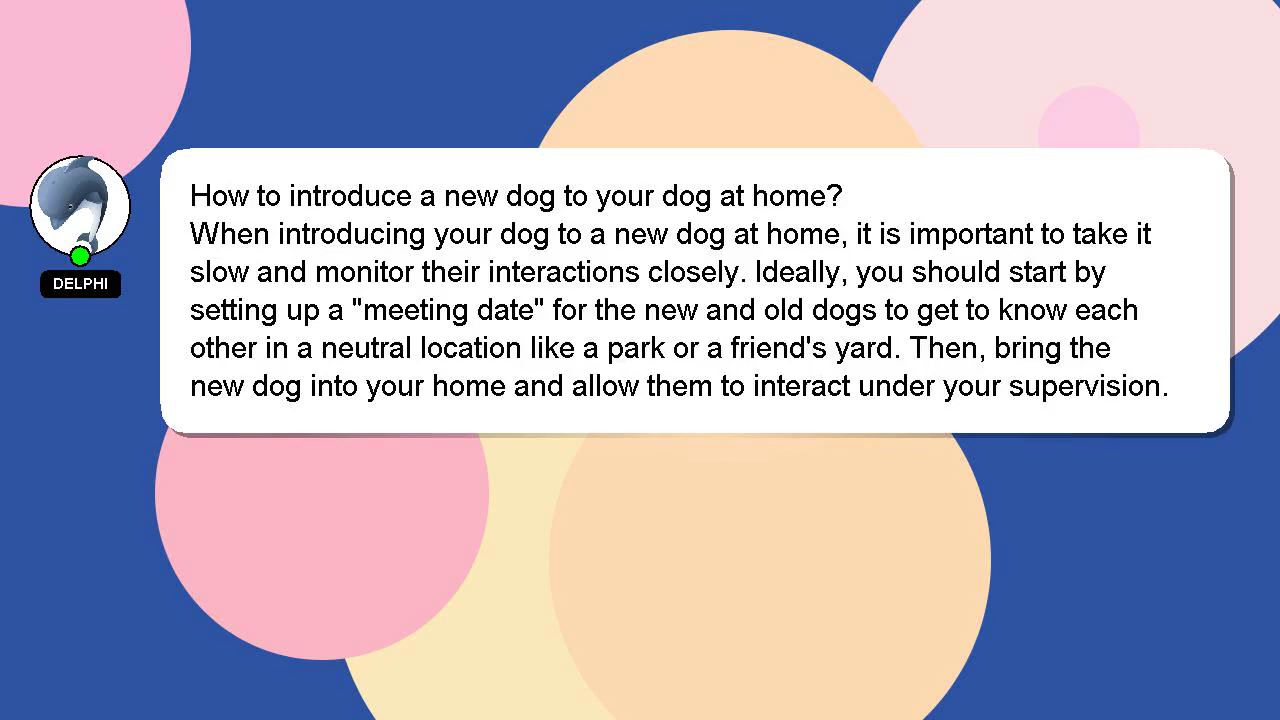 How to introduce a new dog to your dog at home?
When introducing your dog to a new dog at home, it is important to take it
slow and monitor their interactions closely. Ideally, you should start by
setting up a "meeting date" for the new and old dogs to get to know each
other in a neutral location like a park or a friend's yard. Then, bring the
new dog into your home and allow them to interact under your supervision.
DELPHI